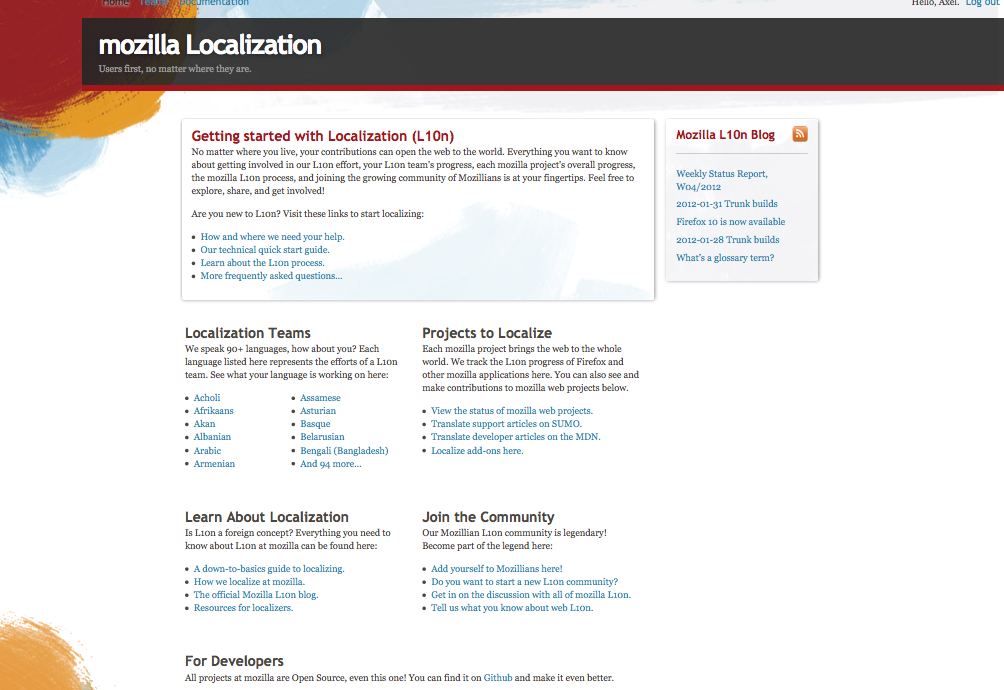 Home Teams Documentation
Hello, Axel. Log out
mozilla Localization
Users first, no matter where they are.
Getting started with Localization (L10n)
No matter where you live, your contributions can open the web to the world. Everything you want to know
about getting involved in our L10n effort, your L10n team's progress, each mozilla project's overall progress,
the mozilla L10n process, and joining the growing community of Mozillians is at your fingertips. Feel free to
explore, share, and get involved!
Are you new to L10n? Visit these links to start localizing:
How and where we need your help.
Our technical quick start guide.
Learn about the L10n process.
More frequently asked questions...
Mozilla L10n Blog
Weekly Status Report,
W04/2012
2012-01-31 Trunk builds
Firefox 10 is now available
2012-01-28 Trunk builds
What's a glossary term?
Localization Teams
We speak 90+ languages, how about you? Each
language listed here represents the efforts of a L10n
team. See what your language is working on here:
Acholi
Afrikaans
Akan
Albanian
Arabic
Armenian
Assamese
Asturian
Basque
Belarusian
Bengali (Bangladesh)
And 94 more...
Projects to Localize
Each mozilla project brings the web to the whole
world. We track the L10n progress of Firefox and
other mozilla applications here. You can also see and
make contributions to mozilla web projects below.
View the status of mozilla web projects.
Translate support articles on SUMO.
Translate developer articles on the MDN.
Localize add-ons here.
Learn About Localization
Is L10n a foreign concept? Everything you need to
know about L10n at mozilla can be found here:
A down-to-basics guide to localizing.
How we localize at mozilla.
The official Mozilla L10n blog.
Resources for localizers.
Join the Community
Our Mozillian L10n community is legendary!
Become part of the legend here:
Add yourself to Mozillians here!
Do you want to start a new L10n community?
Get in on the discussion with all of mozilla L10n.
Tell us what you know about web L10n.
For Developers
All projects at mozilla are Open Source, even this one! You can find it on Github and make it even better.